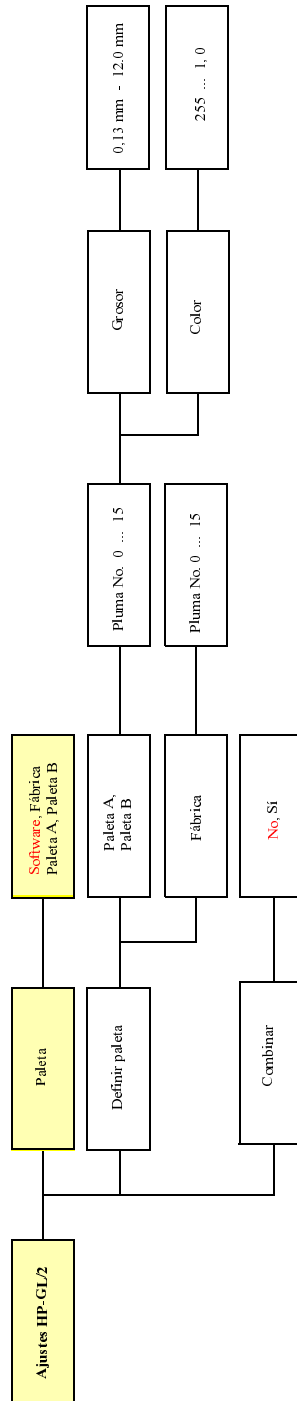 Ajustes HP-GL/2
Paleta
Software, Fábrica
Paleta A, Paleta B
Definir paleta
Paleta A,
Paleta B
Pluma No. 0 ... 15
Grosor
0,13 mm - 12.0 mm
Color
255 ... 1, 0
Fábrica
Pluma No. 0 ... 15
Combinar
No, Sí